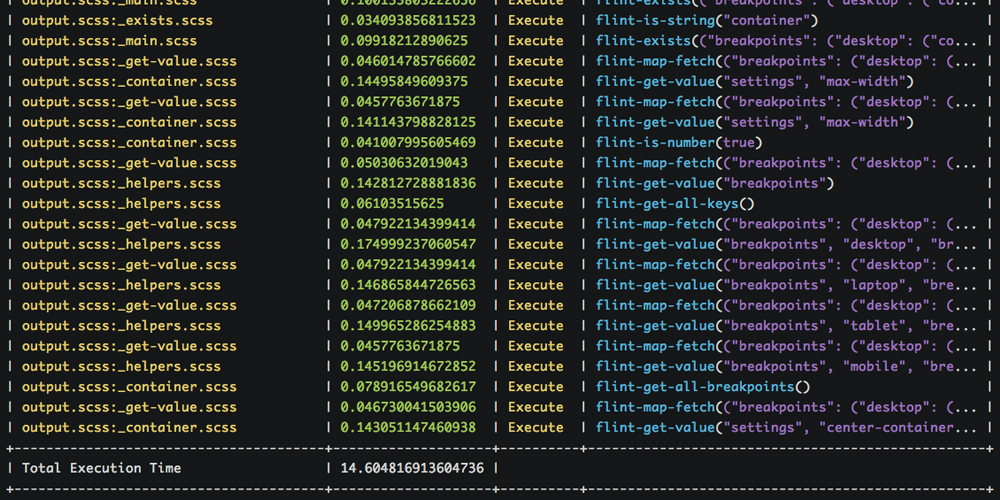 | output.scss:_main.scss | 0.100135803222656 | Execute | flint-exists(("breakpoints": ("desktop": ("co... |
| output.scss:_exists.scss | 0.034093856811523 | Execute | flint-is-string("container") |
| output.scss:_main.scss | 0.09918212890625 | Execute | flint-exists(("breakpoints": ("desktop": ("co... |
| output.scss:_get-value.scss | 0.046014785766602 | Execute | flint-map-fetch(("breakpoints": ("desktop": (... |
| output.scss:_container.scss | 0.14495849609375 | Execute | flint-get-value("settings", "max-width") |
| output.scss:_get-value.scss | 0.0457763671875 | Execute | flint-map-fetch(("breakpoints": ("desktop": (... |
| output.scss:_container.scss | 0.141143798828125 | Execute | flint-get-value("settings", "max-width") |
| output.scss:_container.scss | 0.041007995605469 | Execute | flint-is-number(true) |
| output.scss:_get-value.scss | 0.05030632019043 | Execute | flint-map-fetch(("breakpoints": ("desktop": (... |
| output.scss:_helpers.scss | 0.142812728881836 | Execute | flint-get-value("breakpoints") |
| output.scss:_helpers.scss | 0.06103515625 | Execute | flint-get-all-keys() |
| output.scss:_get-value.scss | 0.047922134399414 | Execute | flint-map-fetch(("breakpoints": ("desktop": (... |
| output.scss:_helpers.scss | 0.174999237060547 | Execute | flint-get-value("breakpoints", "desktop", "br... |
| output.scss:_get-value.scss | 0.047922134399414 | Execute | flint-map-fetch(("breakpoints": ("desktop": (... |
| output.scss:_helpers.scss | 0.146865844726563 | Execute | flint-get-value("breakpoints", "laptop", "bre... |
| output.scss:_get-value.scss | 0.047206878662109 | Execute | flint-map-fetch(("breakpoints": ("desktop": (... |
| output.scss:_helpers.scss | 0.149965286254883 | Execute | flint-get-value("breakpoints", "tablet", "bre... |
| output.scss:_get-value.scss | 0.0457763671875 | Execute | flint-map-fetch(("breakpoints": ("desktop": (... |
| output.scss:_helpers.scss | 0.145196914672852 | Execute | flint-get-value("breakpoints", "mobile", "bre... |
| output.scss:_container.scss | 0.078916549682617 | Execute | flint-get-all-breakpoints() |
| output.scss:_get-value.scss | 0.046730041503906 | Execute | flint-map-fetch(("breakpoints": ("desktop": (... |
| output.scss:_container.scss | 0.143051147460938 | Execute | flint-get-value("settings", "center-container... |
| Total Execution Time | 14.604816913604736 |